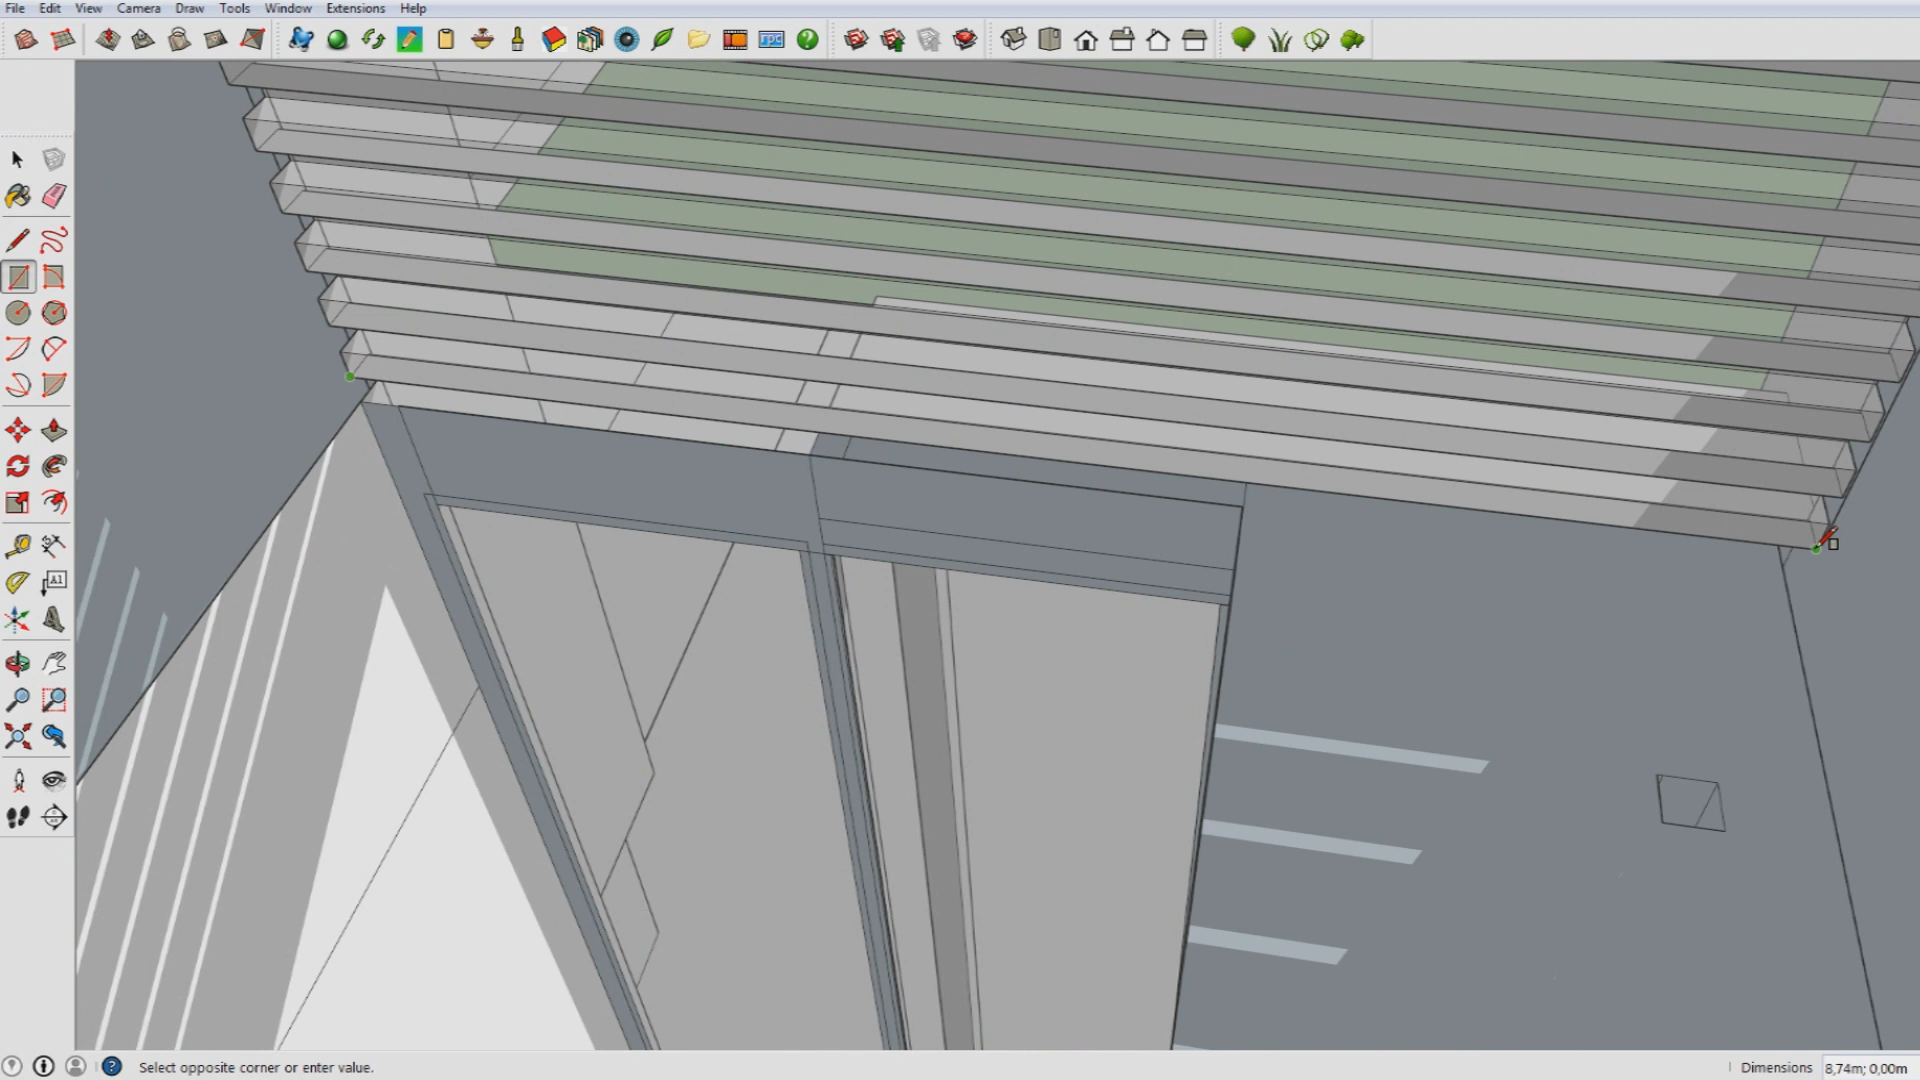 File Edit View Camera Draw Tools Window Extensions Help
A1
Select opposite corner or enter value.
Dimensions 8,74m; 0,00m